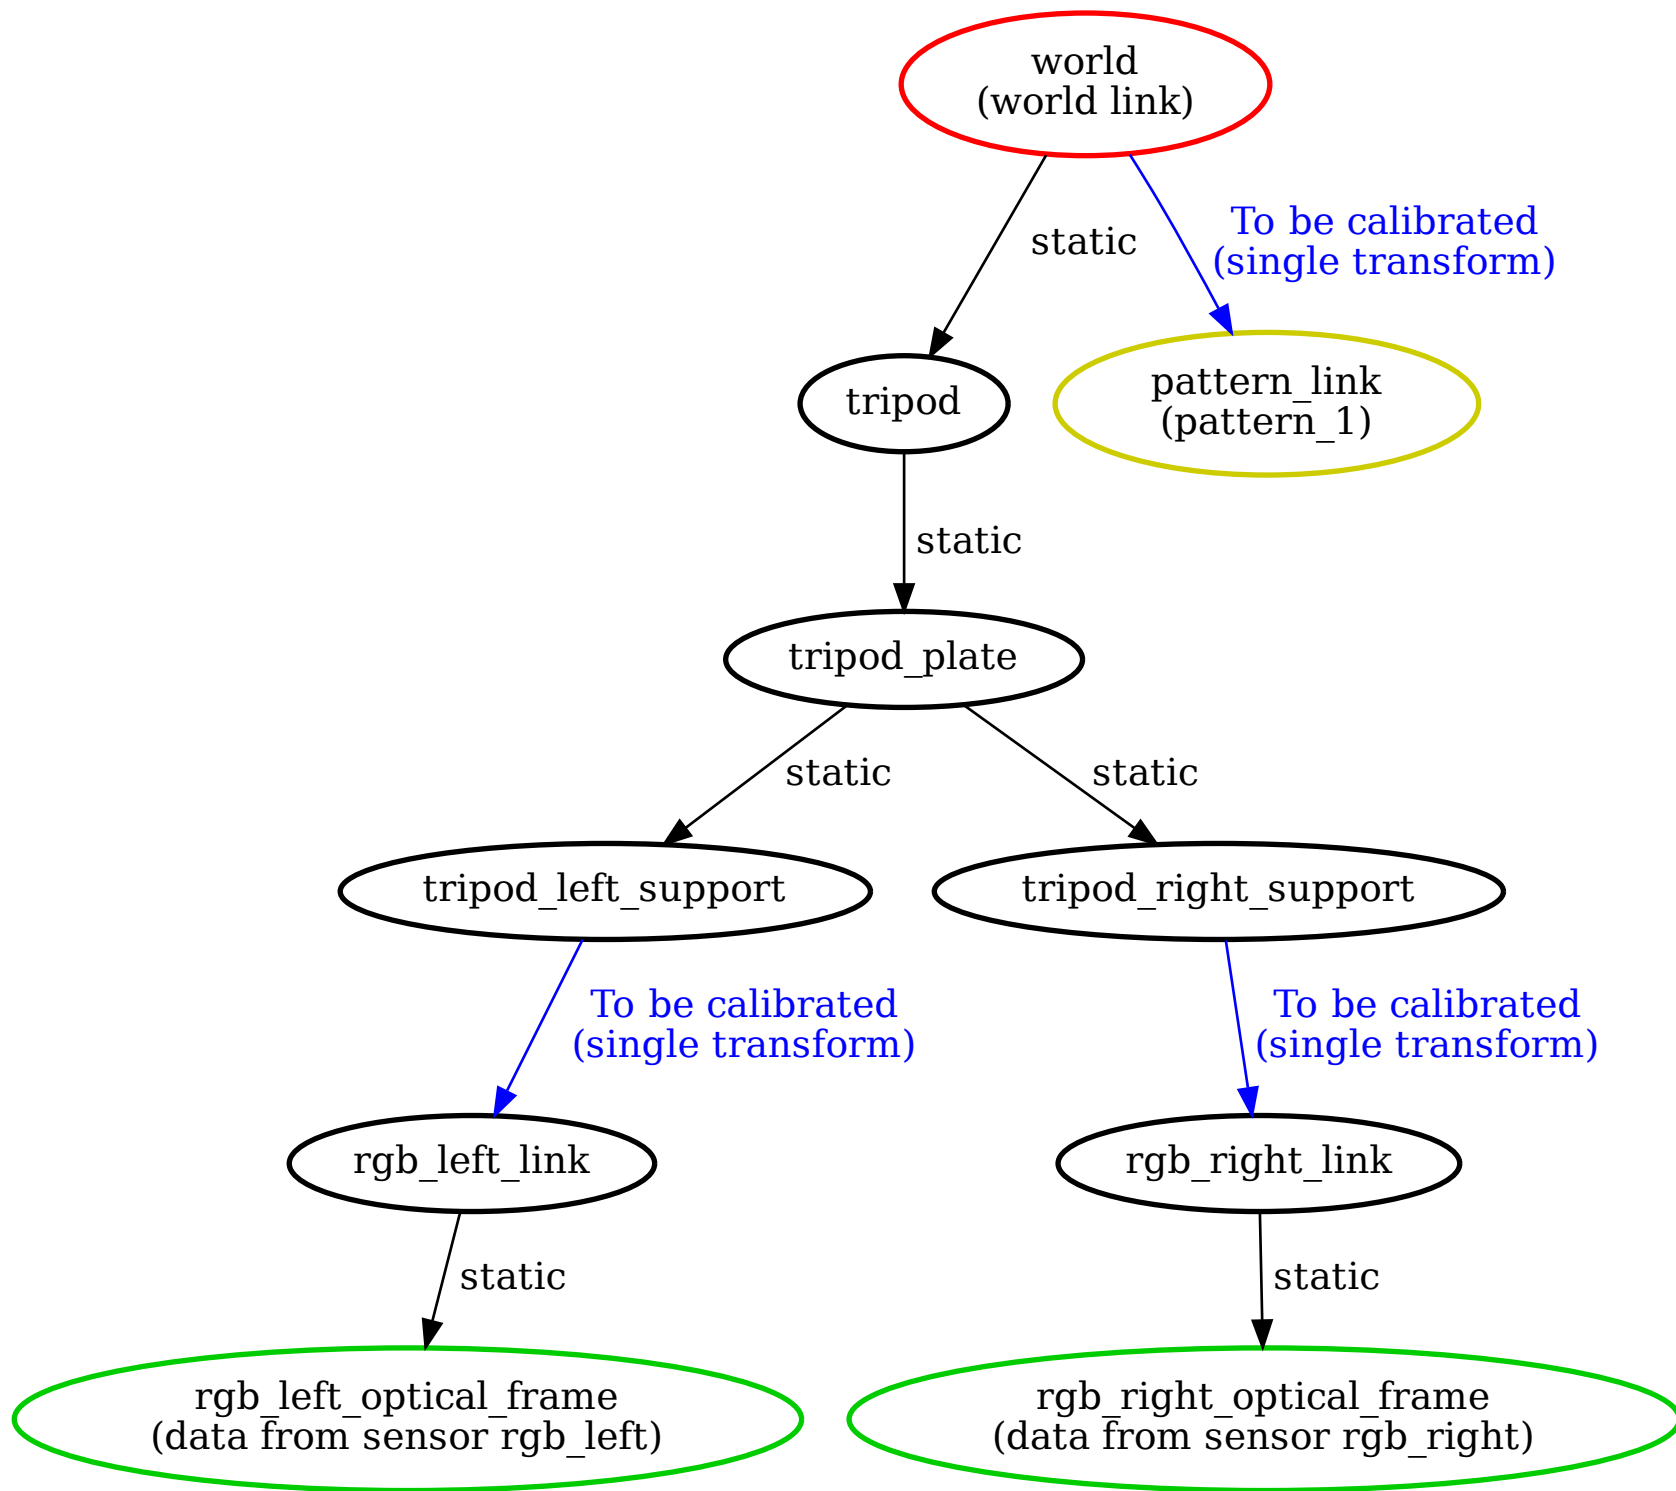 world
(world link)
To be calibrated
(single transform)
static
pattern_link
(pattern_1)
tripod
static
tripod_plate
static
static
tripod_left_support
tripod_right_support
To be calibrated
(single transform)
To be calibrated
(single transform)
rgb_left_link
rgb_right_link
static
static
rgb_left_optical_frame
(data from sensor rgb_left)
rgb_right_optical_frame
(data from sensor rgb_right)